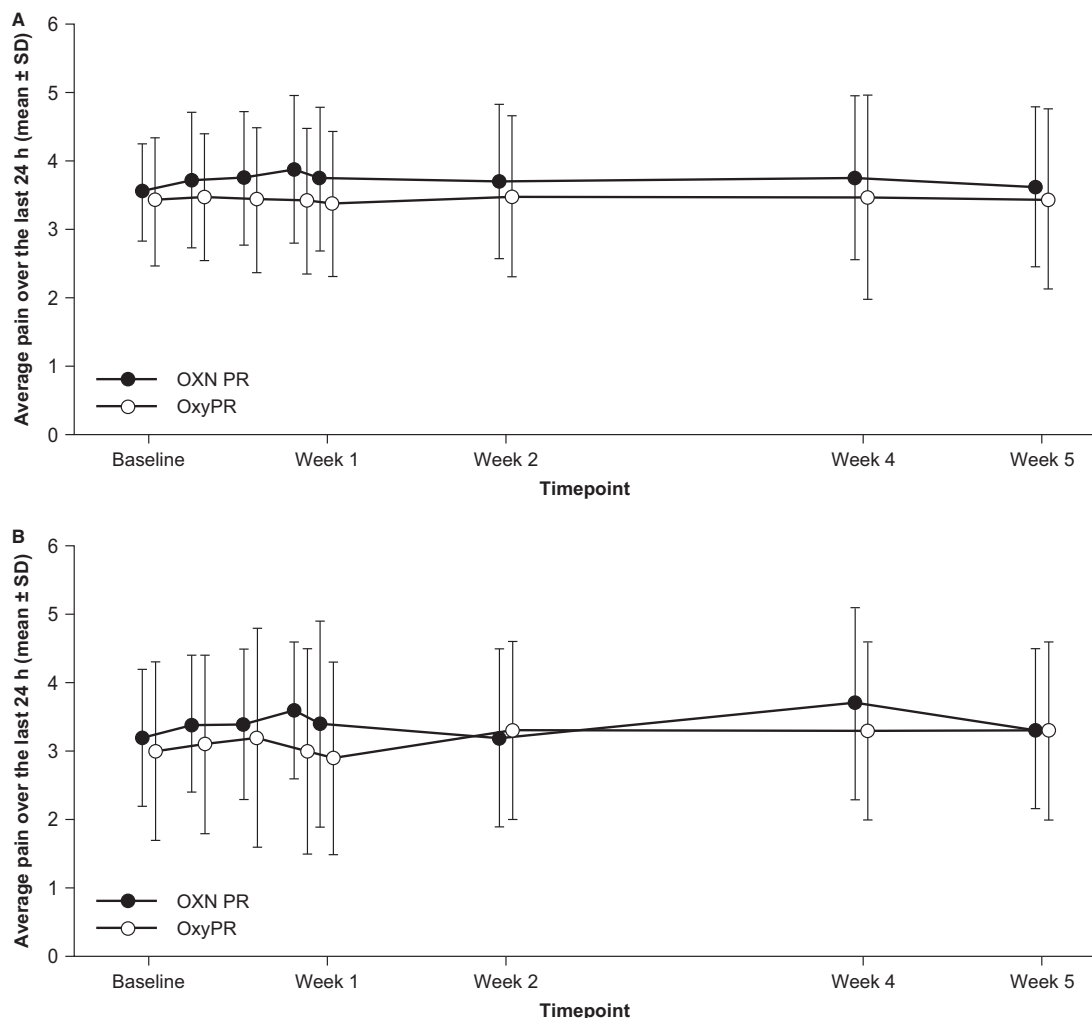 A
Average pain over the last 24 h (mean ± SD)
6
5
4
3
2
1
0
OXN PR
OxyPR
Baseline
Week 1
Week 2
Week 4
Week 5
Timepoint
B
Average pain over the last 24 h (mean ± SD)
6
5
4
3
2
1
0
OXN PR
OxyPR
Baseline
Week 1
Week 2
Week 4
Week 5
Timepoint